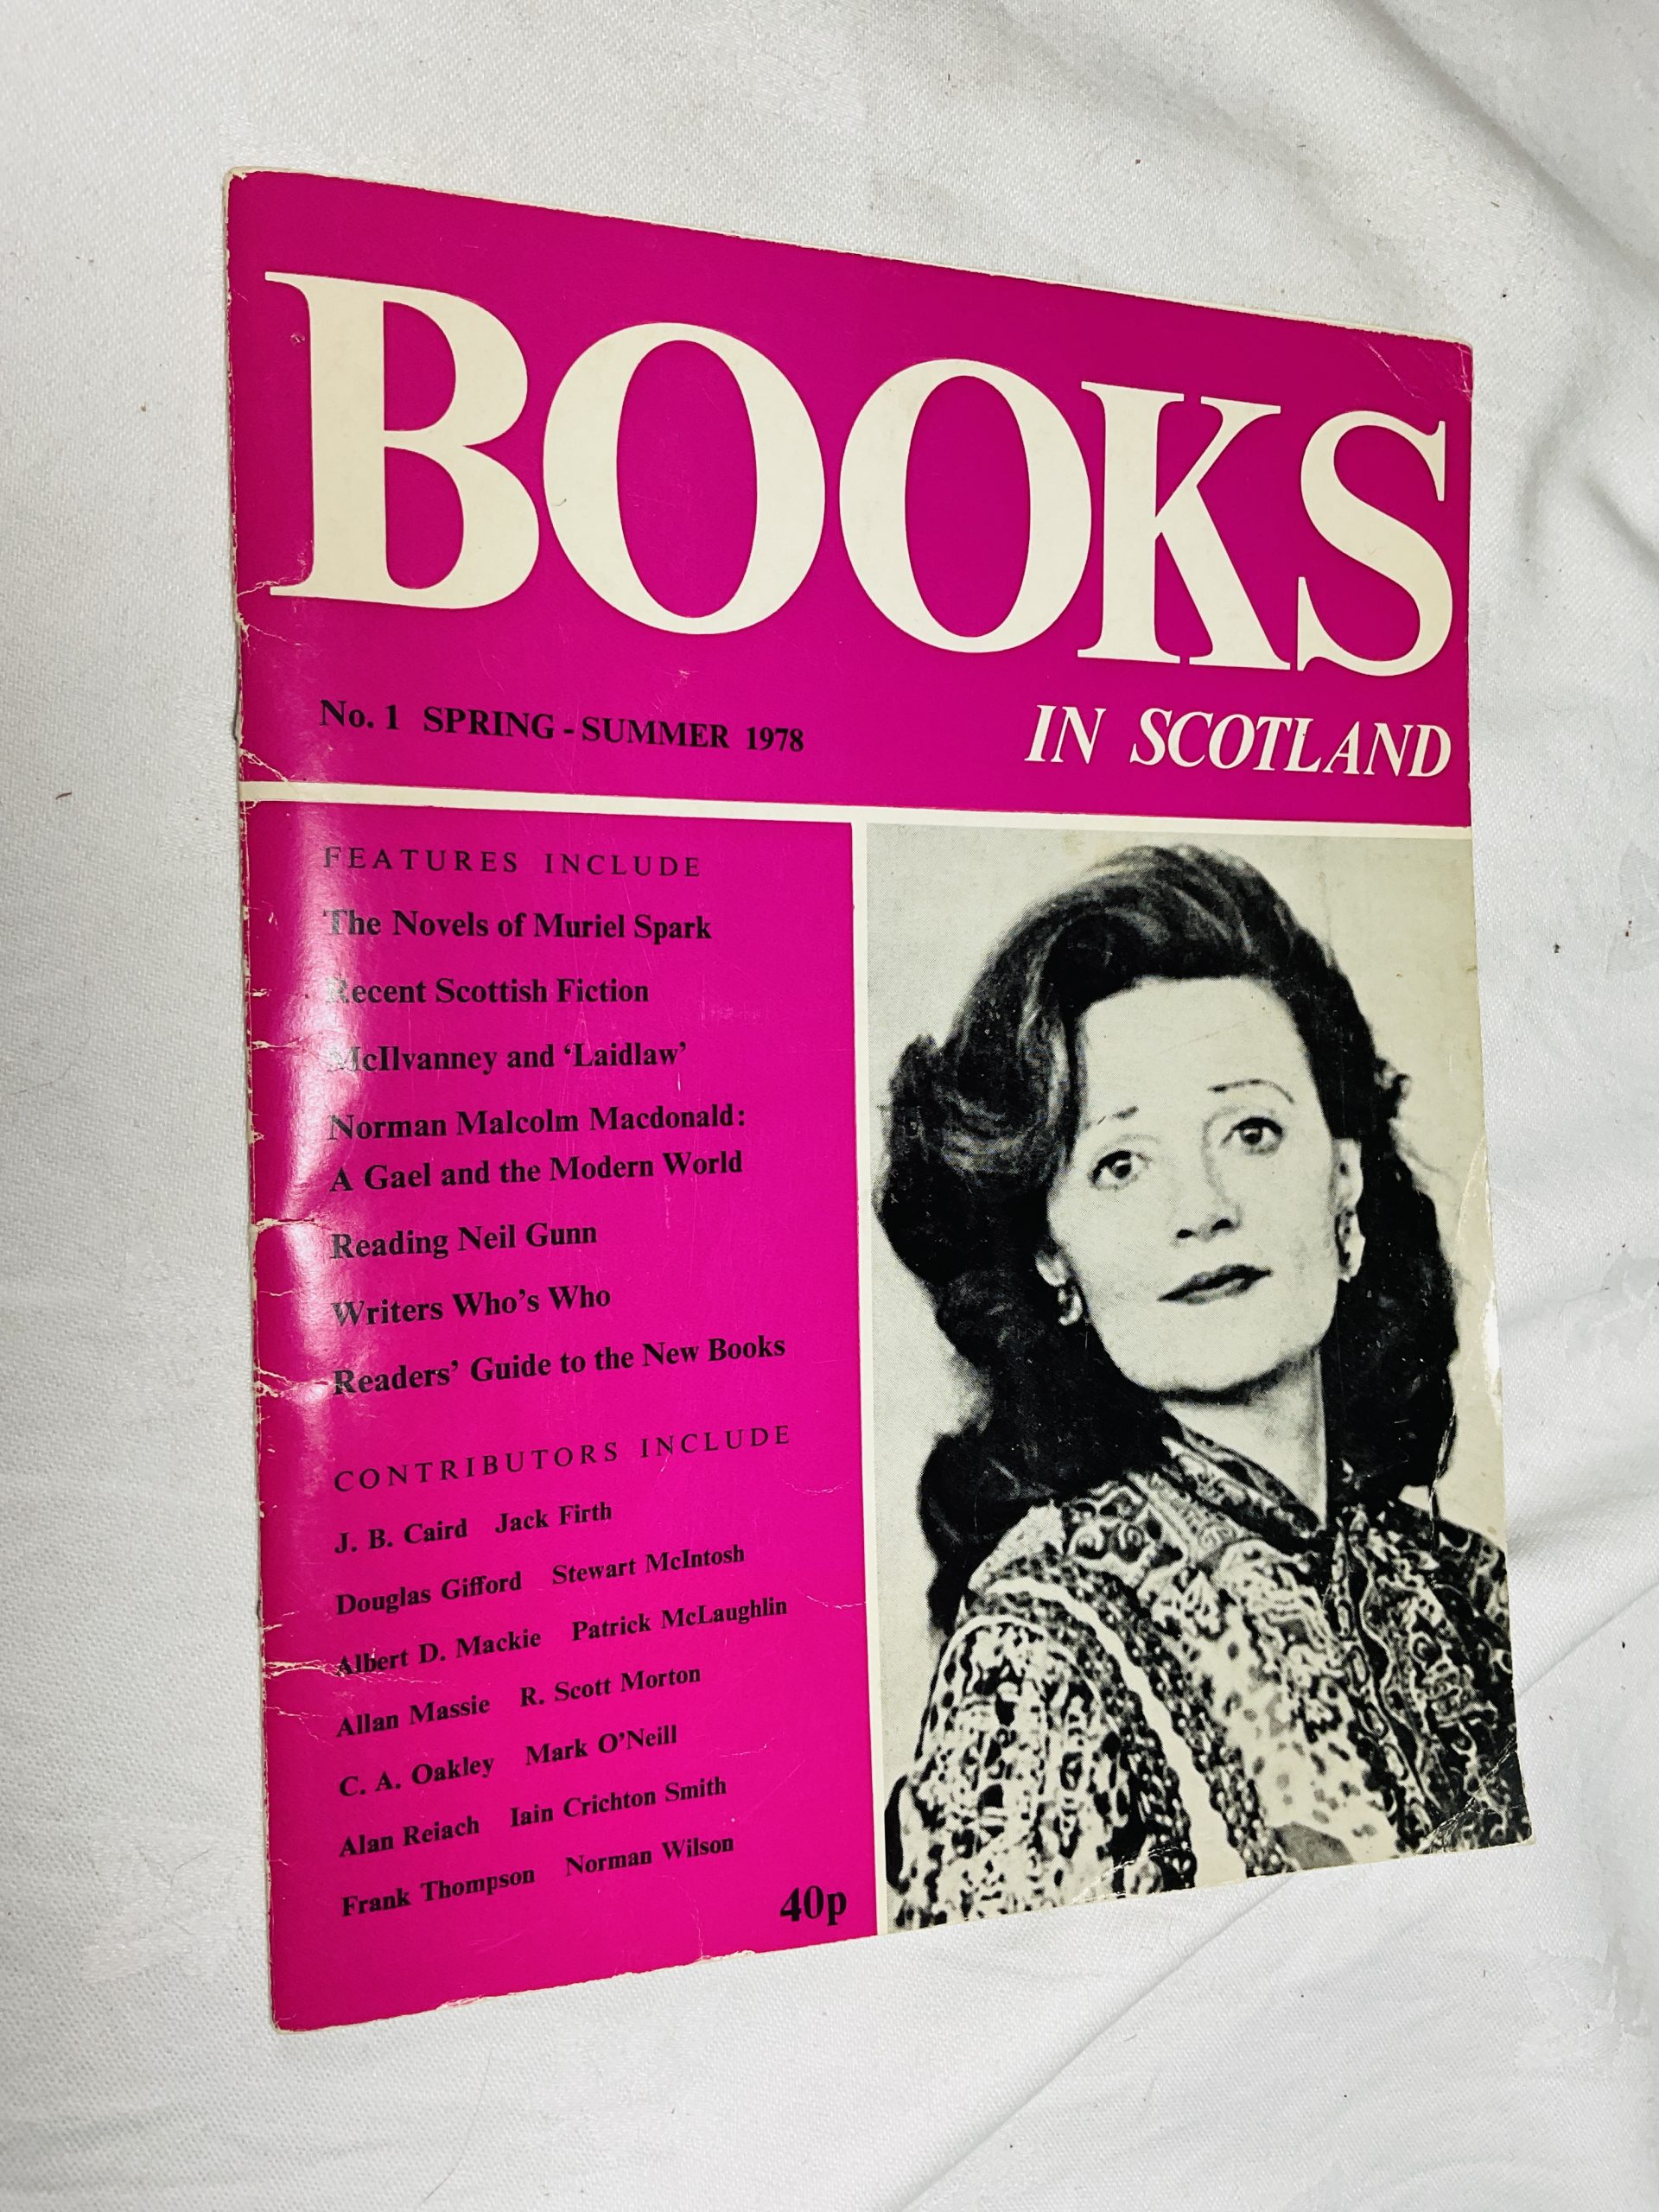 BOOKS
IN SCOTLAND
No. 1 SPRING - SUMMER 1978
FEATURES INCLUDE
The Novels of Muriel Spark
Recent Scottish Fiction
McIlvanney and ‘Laidlaw’
Norman Malcolm Macdonald:
A Gael and the Modern World
Reading Neil Gunn
Writers Who’s Who
Readers’ Guide to the New Books
CONTRIBUTORS INCLUDE
J. B. Caird Jack Firth
Douglas Gifford Stewart McIntosh
Albert D. Mackie Patrick McLaughlin
Allan Massie R. Scott Morton
C. A. Oakley Mark O’Neill
Alan Reiach Iain Crichton Smith
Frank Thompson Norman Wilson
40p